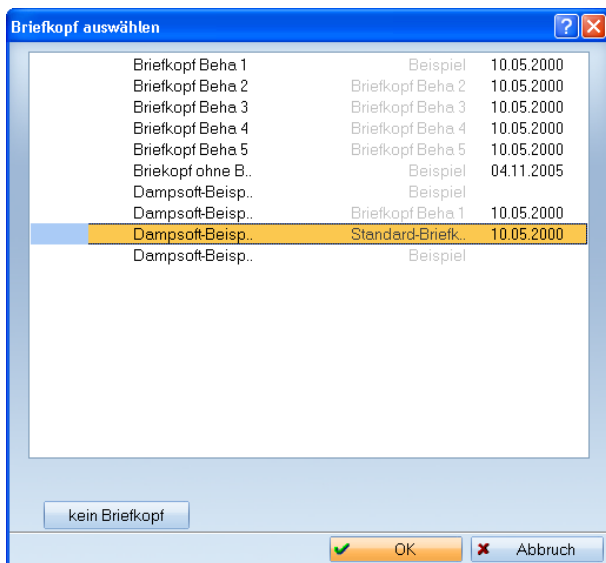 Briefkopf auswählen
Briefkopf Beha 1 Beispiel 10.05.2000
Briefkopf Beha 2 Briefkopf Beha 2 10.05.2000
Briefkopf Beha 3 Briefkopf Beha 3 10.05.2000
Briefkopf Beha 4 Briefkopf Beha 4 10.05.2000
Briefkopf Beha 5 Briefkopf Beha 5 10.05.2000
Briekopf ohne B.. Beispiel 04.11.2005
Dampsoft-Beisp.. Beispiel
Dampsoft-Beisp.. Briefkopf Beha 1 10.05.2000
Dampsoft-Beisp.. Standard-Briefk.. 10.05.2000
Dampsoft-Beisp.. Beispiel
kein Briefkopf
OK Abbruch